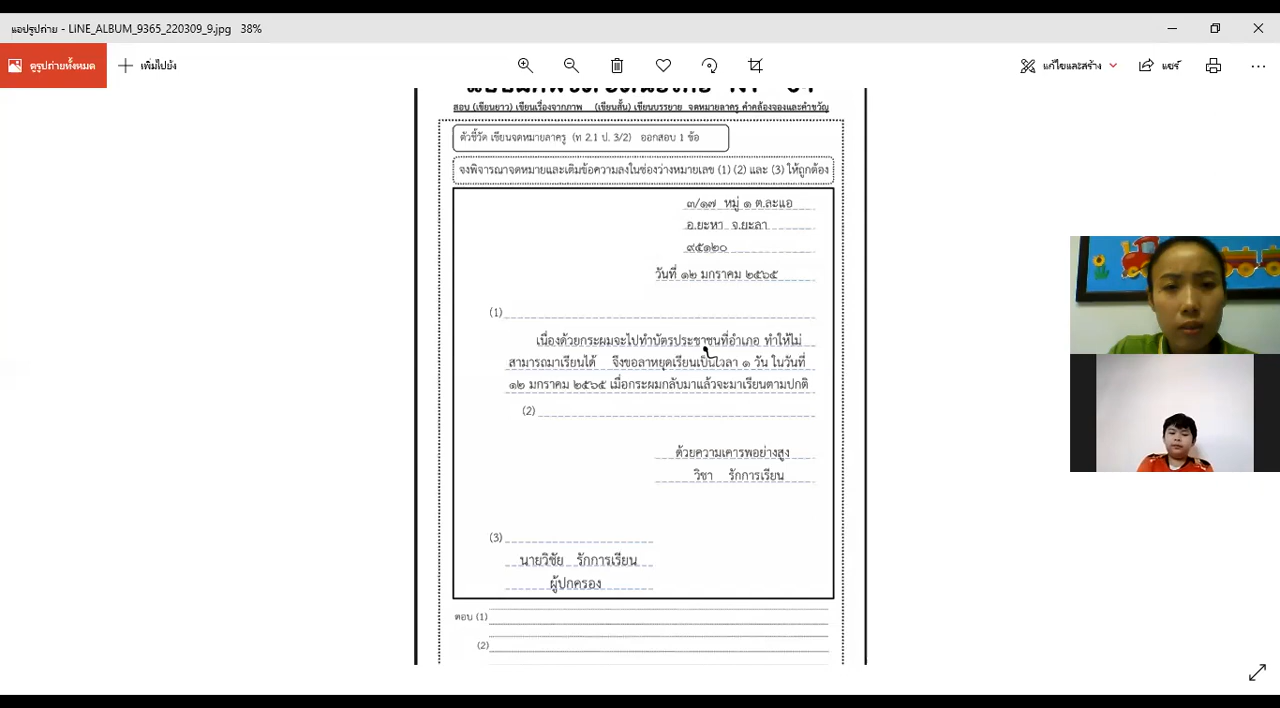 แอปรูปถ่าย - LINE_ALBUM_9365_220309_9.jpg 38%
ดูรูปถ่ายทั้งหมด
เพิ่มไปยัง
แก้ไขและสร้าง
แชร์
สอบ (เขียนยาว) เขียนเรื่องจากภาพ (เขียนสั้น) เขียนบรรยาย จดหมายลาครู คำคล้องจองและคำขวัญ
ตัวชี้วัด เขียนจดหมายลาครู (ท 2.1 ป. 3/2) ออกสอบ 1 ข้อ
จงพิจารณาจดหมายและเติมข้อความลงในช่องว่างหมายเลข (1) (2) และ (3) ให้ถูกต้อง
๓/๑๗ หมู่ ๑ ต.ละแอ
อ.ยะหา จ.ยะลา
๙๕๑๒๐
วันที่ ๑๒ มกราคม ๒๕๖๕
(1)
เนื่องด้วยกระผมจะไปทำบัตรประชาชนที่อำเภอ ทำให้ไม่
สามารถมาเรียนได้ จึงขอลาหยุดเรียนเป็นเวลา ๑ วัน ในวันที่
๑๒ มกราคม ๒๕๖๕ เมื่อกระผมกลับมาแล้วจะมาเรียนตามปกติ
(2)
ด้วยความเคารพอย่างสูง
วิชา รักการเรียน
(3)
นายวิชัย รักการเรียน
ผู้ปกครอง
ตอบ (1)
(2)